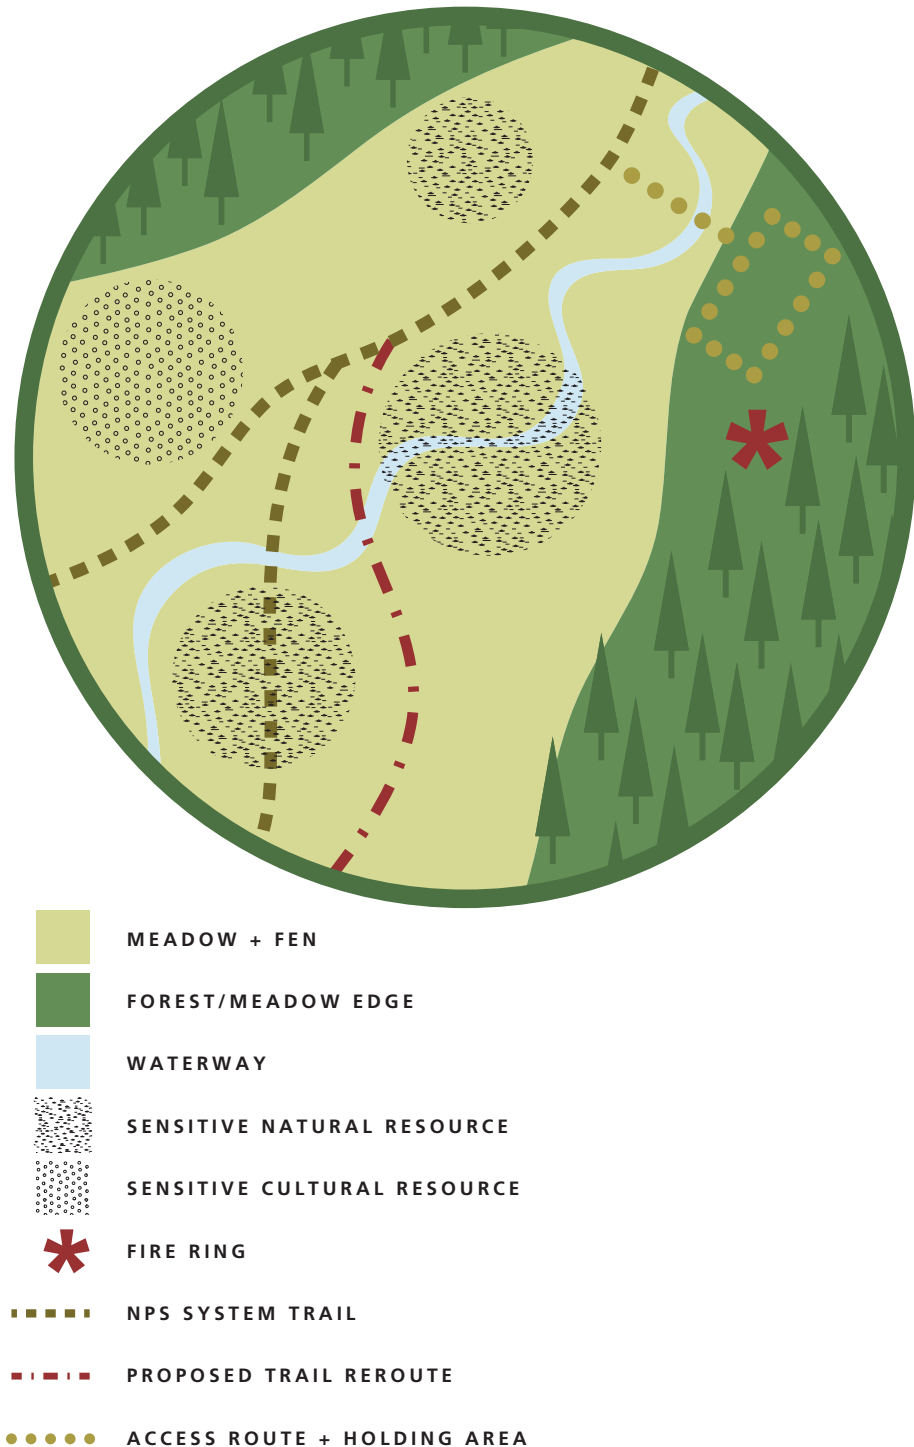 MEADOW + FEN
FOREST/MEADOW EDGE
WATERWAY
SENSITIVE NATURAL RESOURCE
SENSITIVE CULTURAL RESOURCE
FIRE RING
NPS SYSTEM TRAIL
PROPOSED TRAIL REROUTE
ACCESS ROUTE + HOLDING AREA